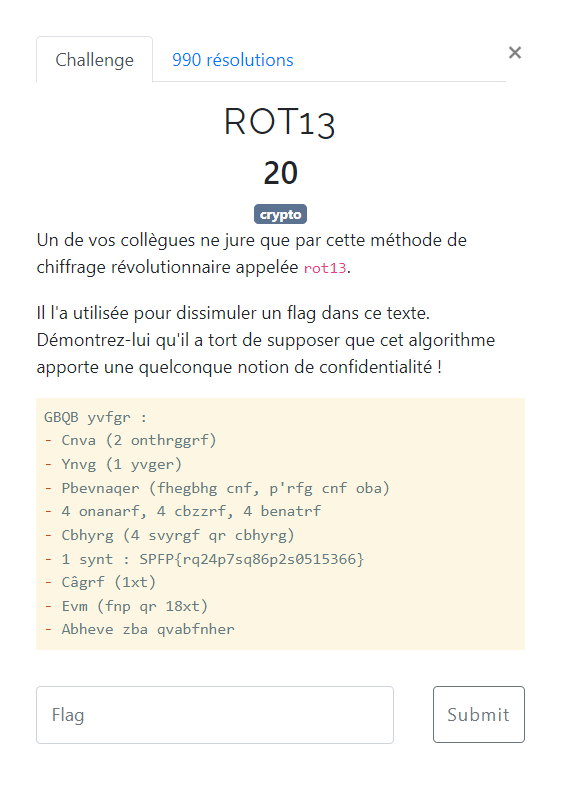 Challenge
990 résolutions
×
ROT13
20
crypto
Un de vos collègues ne jure que par cette méthode de
chiffrage révolutionnaire appelée rot13.
Il l'a utilisée pour dissimuler un flag dans ce texte.
Démontrez-lui qu'il a tort de supposer que cet algorithme
apporte une quelconque notion de confidentialité !
GBQB yvfgr :
- Cnva (2 onthrggrf)
- Ynvg (1 yvger)
- Pbevnaqer (fhegbhg cnf, p'rfg cnf oba)
- 4 onanarf, 4 cbzzrf, 4 benatrf
- Cbhyrg (4 svyrgf qr cbhyrg)
- 1 synt : SPFP{rq24p7sq86p2s0515366}
- Câgrf (1xt)
- Evm (fnp qr 18xt)
- Abheve zba qvabfnher
Flag
Submit